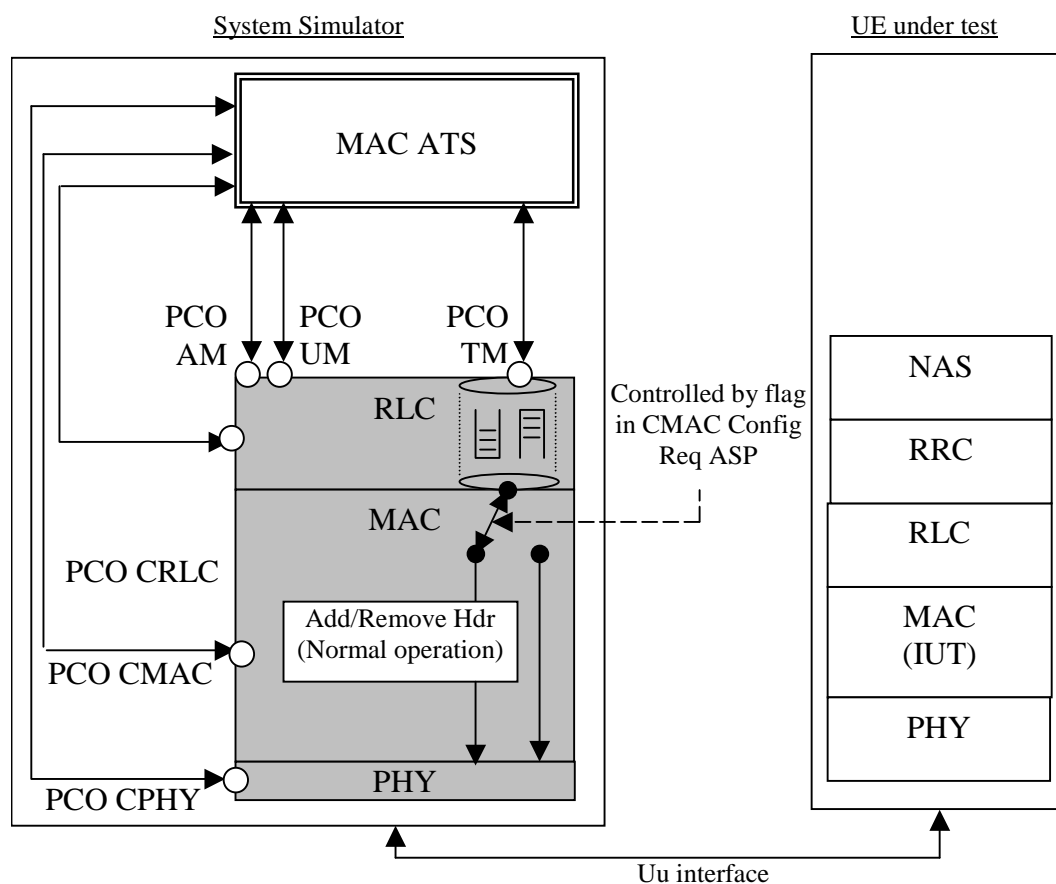 System Simulator
UE under test
MAC ATS
PCO
AM
PCO
UM
PCO
TM
RLC
Controlled by flag
in CMAC Config
Req ASP
MAC
PCO CRLC
Add/Remove Hdr
(Normal operation)
PCO CMAC
PHY
PCO CPHY
NAS
RRC
RLC
MAC
(IUT)
PHY
Uu interface